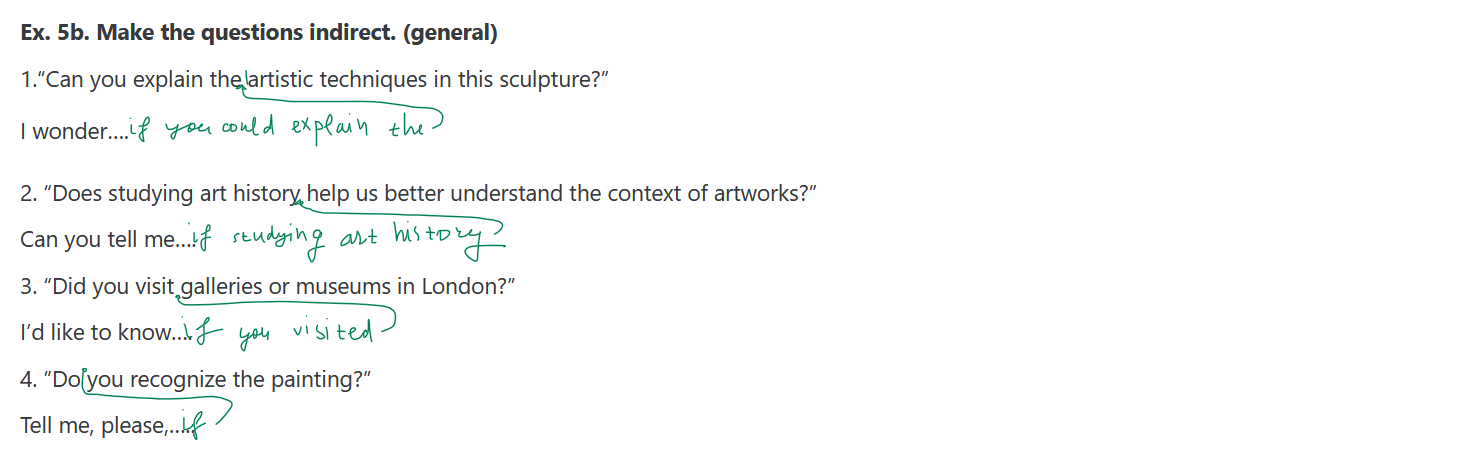 Ex. 5b. Make the questions indirect. (general)
1.“Can you explain the artistic techniques in this sculpture?”
I wonder....if you could explain the
2. “Does studying art history help us better understand the context of artworks?”
Can you tell me....if studying art history
3. “Did you visit galleries or museums in London?”
I’d like to know....if you visited
4. “Do you recognize the painting?”
Tell me, please,.....if